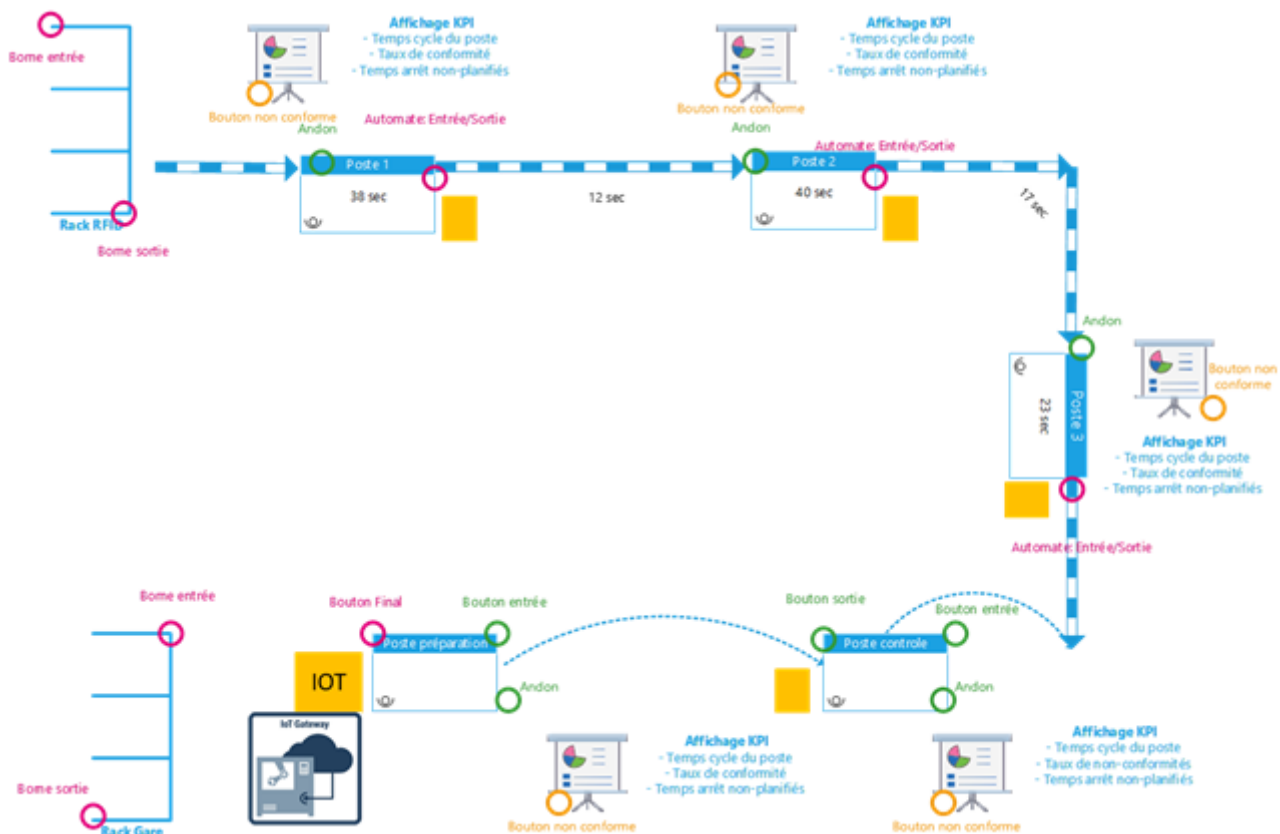 Borne entrée
Rack RFID
Borne sortie
Affichage KPI
- Temps cycle du poste
- Taux de conformité
- Temps arrêt non-planifiés
Bouton non conforme
Andon
Automate: Entrée/Sortie
Poste 1
38 sec
12 sec
Affichage KPI
- Temps cycle du poste
- Taux de conformité
- Temps arrêt non-planifiés
Bouton non conforme
Andon
Automate: Entrée/Sortie
Poste 2
40 sec
17 sec
Andon
Poste 3
23 sec
Bouton non
conforme
Affichage KPI
- Temps cycle du poste
- Taux de conformité
- Temps arrêt non-planifiés
Automate: Entrée/Sortie
Bouton sortie
Bouton entrée
Poste controle
Andon
Affichage KPI
- Temps cycle du poste
- Taux de non-conformités
- Temps arrêt non-planifiés
Bouton non conforme
Bouton Final
Bouton entrée
Poste préparation
Andon
IOT
IoT Gateway
Affichage KPI
- Temps cycle du poste
- Taux de conformité
- Temps arrêt non-planifiés
Bouton non conforme
Borne entrée
Borne sortie
Rack Gare